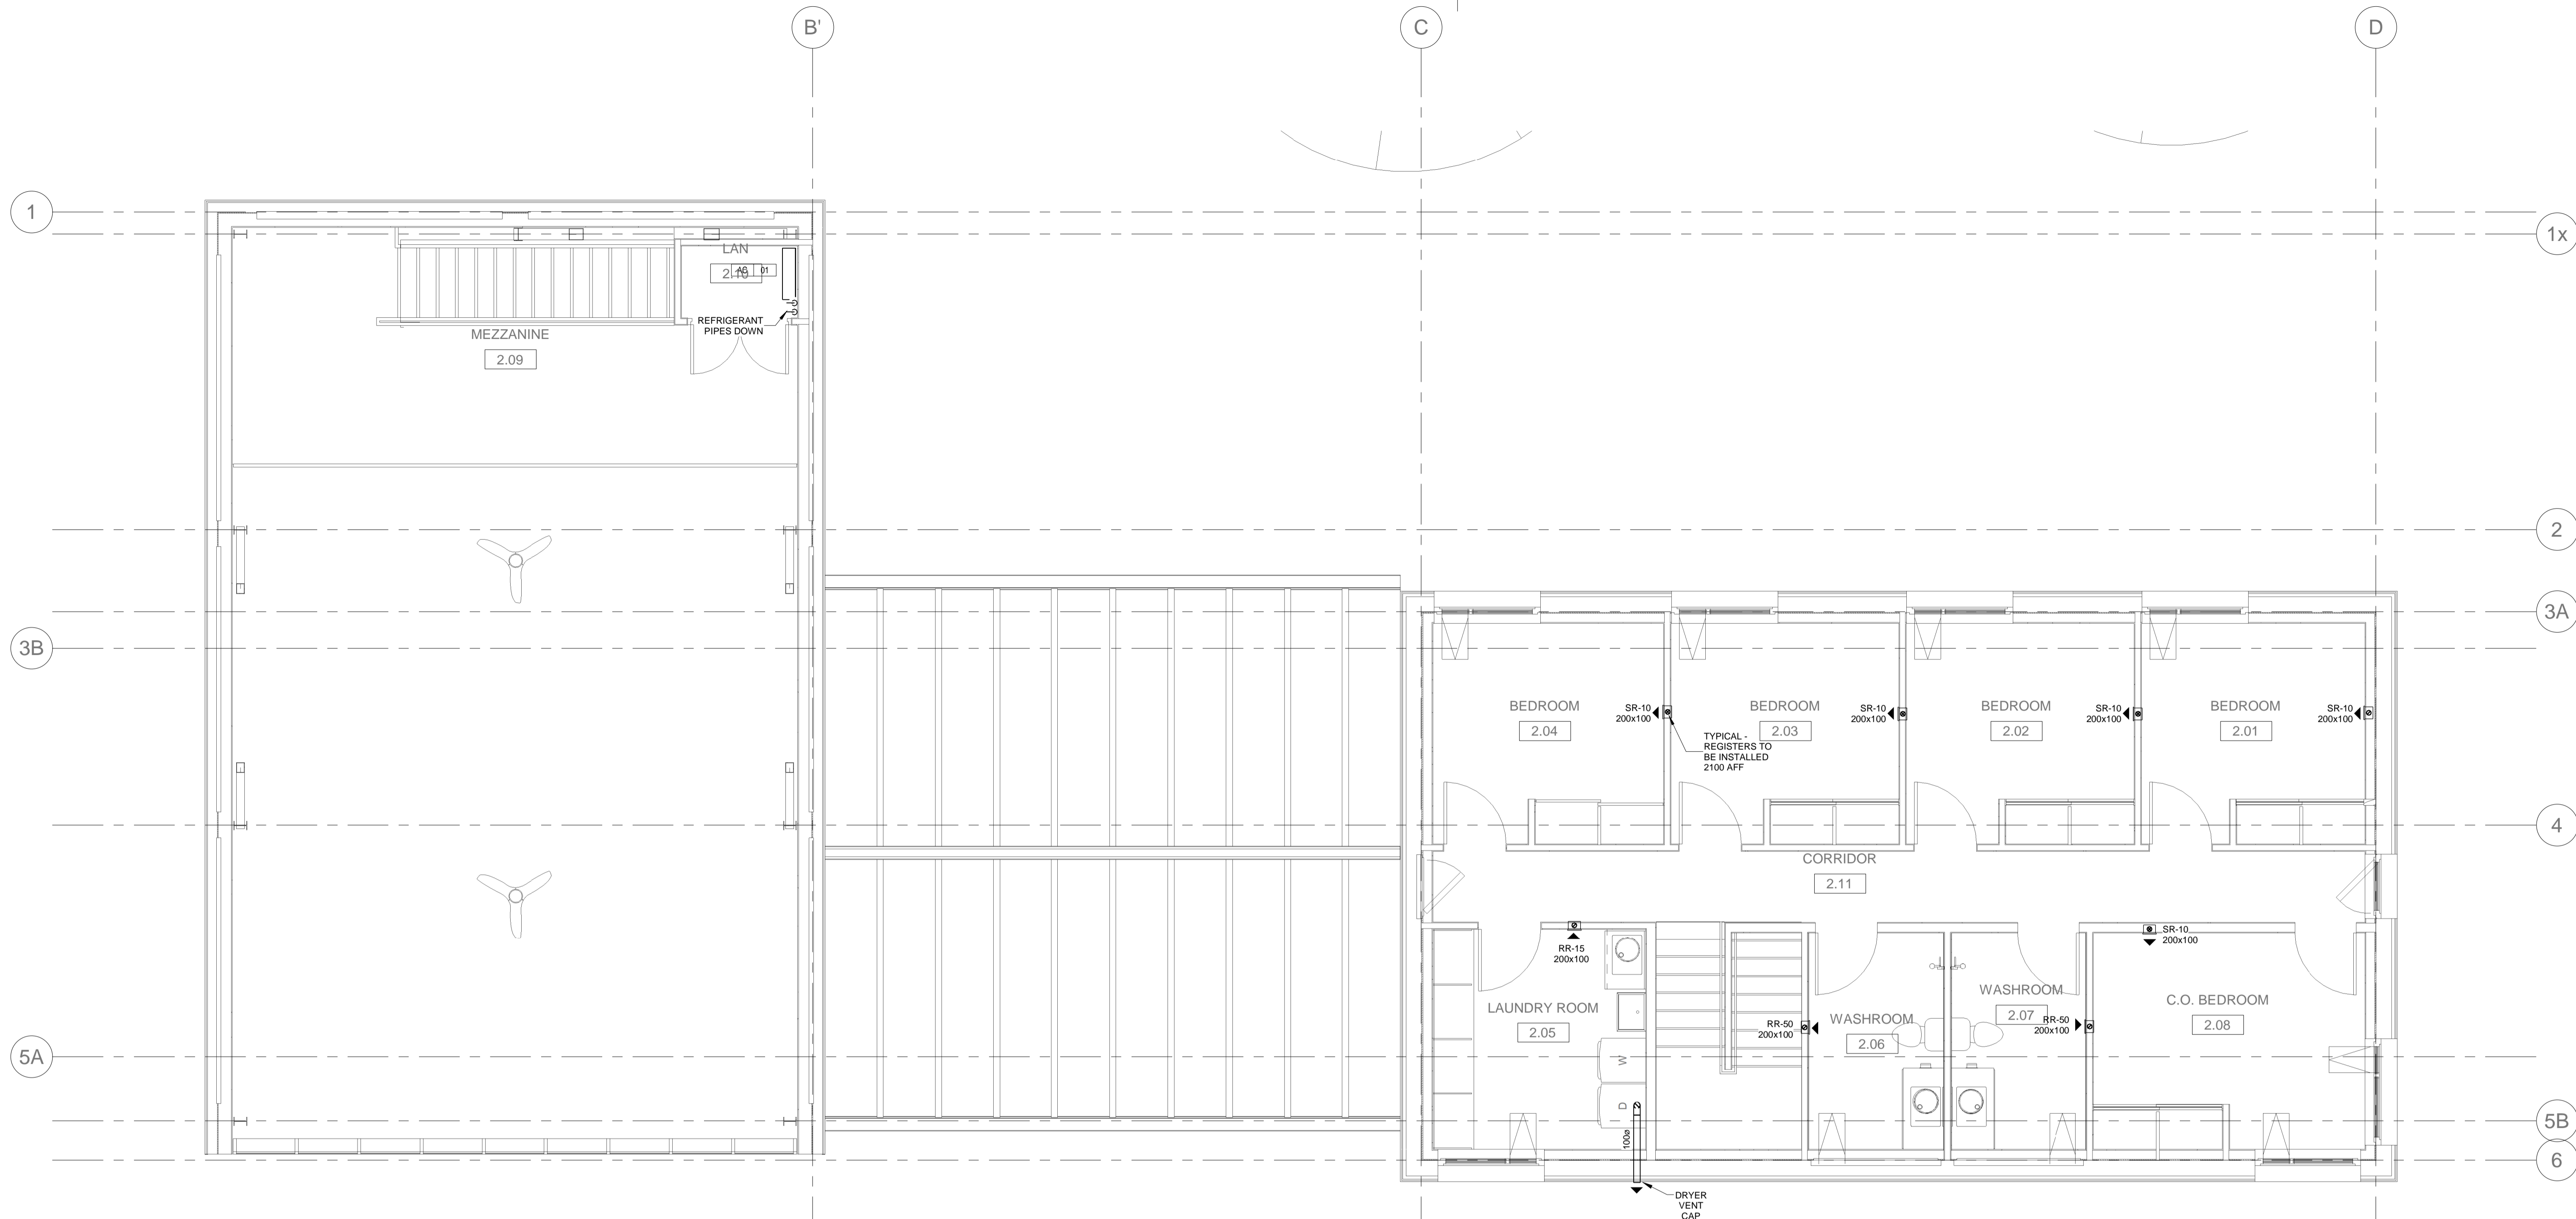 B'
C
D
1
1x
LAN
2.10
AC 01
REFRIGERANT
PIPES DOWN
MEZZANINE
2.09
2
3A
3B
BEDROOM
2.04
SR-10
200x100
BEDROOM
2.03
SR-10
200x100
BEDROOM
2.02
SR-10
200x100
BEDROOM
2.01
SR-10
200x100
TYPICAL -
REGISTERS TO
BE INSTALLED
2100 AFF
4
CORRIDOR
2.11
RR-15
200x100
SR-10
200x100
LAUNDRY ROOM
2.05
WASHROOM
2.06
RR-50
200x100
WASHROOM
2.07
RR-50
200x100
C.O. BEDROOM
2.08
5A
W
D
100ø
5B
6
DRYER
VENT
CAP